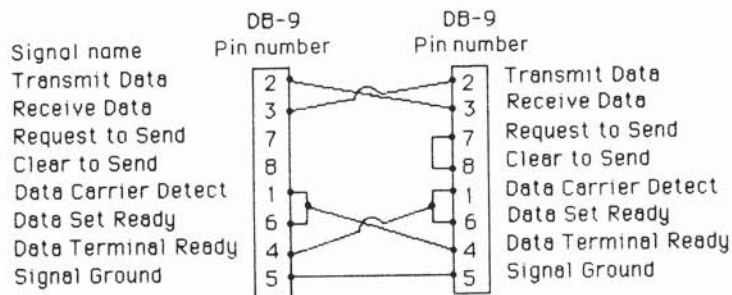 DB-9 DB-9
Signal name Pin number Pin number
Transmit Data 2 2 Transmit Data
Receive Data 3 3 Receive Data
Request to Send 7 7 Request to Send
Clear to Send 8 8 Clear to Send
Data Carrier Detect 1 1 Data Carrier Detect
Data Set Ready 6 6 Data Set Ready
Data Terminal Ready 4 4 Data Terminal Ready
Signal Ground 5 5 Signal Ground